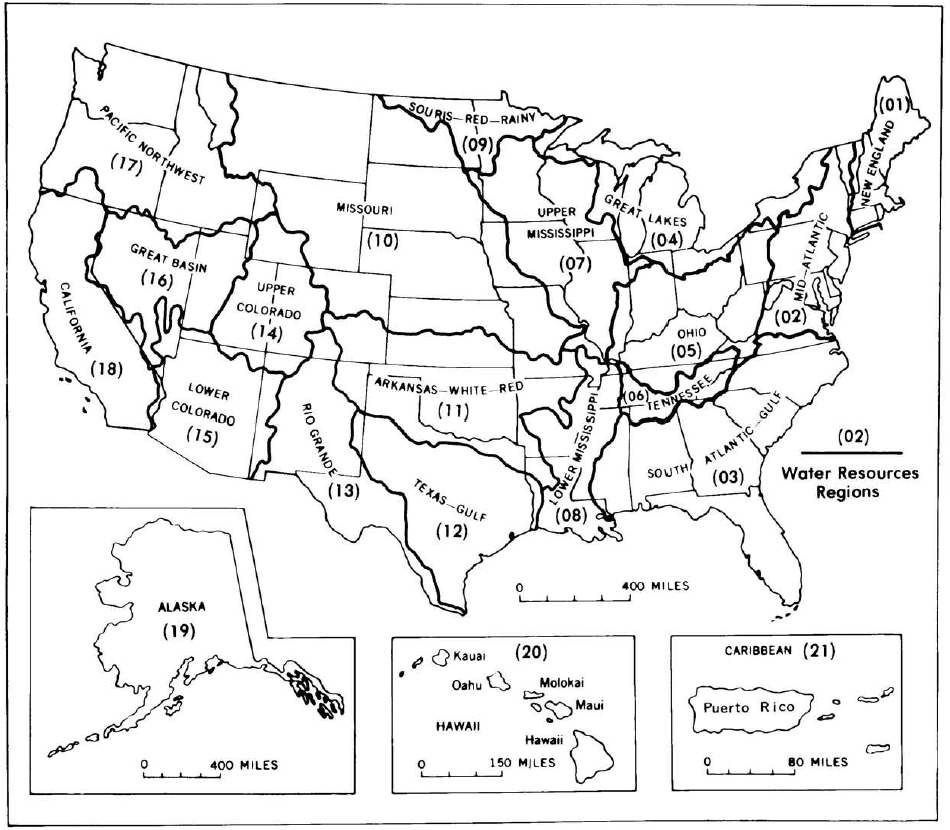 SOURIS—RED—RAINY
(09)
(01)
NEW ENGLAND
PACIFIC NORTHWEST
(17)
MISSOURI
(10)
UPPER
MISSISSIPPI
(07)
GREAT LAKES
(04)
MID—ATLANTIC
(02)
GREAT BASIN
(16)
UPPER
COLORADO
(14)
CALIFORNIA
(18)
OHIO
(05)
(06)
TENNESSEE
LOWER
COLORADO
(15)
ARKANSAS—WHITE—RED
(11)
RIO GRANDE
(13)
LOWER MISSISSIPPI
(08)
SOUTH ATLANTIC—GULF
(03)
TEXAS—GULF
(12)
(02)
Water Resources
Regions
0 400 MILES
ALASKA
(19)
0 400 MILES
Kauai
(20)
Oahu
Molokai
Maui
HAWAII
Hawaii
0 150 MILES
CARIBBEAN (21)
Puerto Rico
0 80 MILES